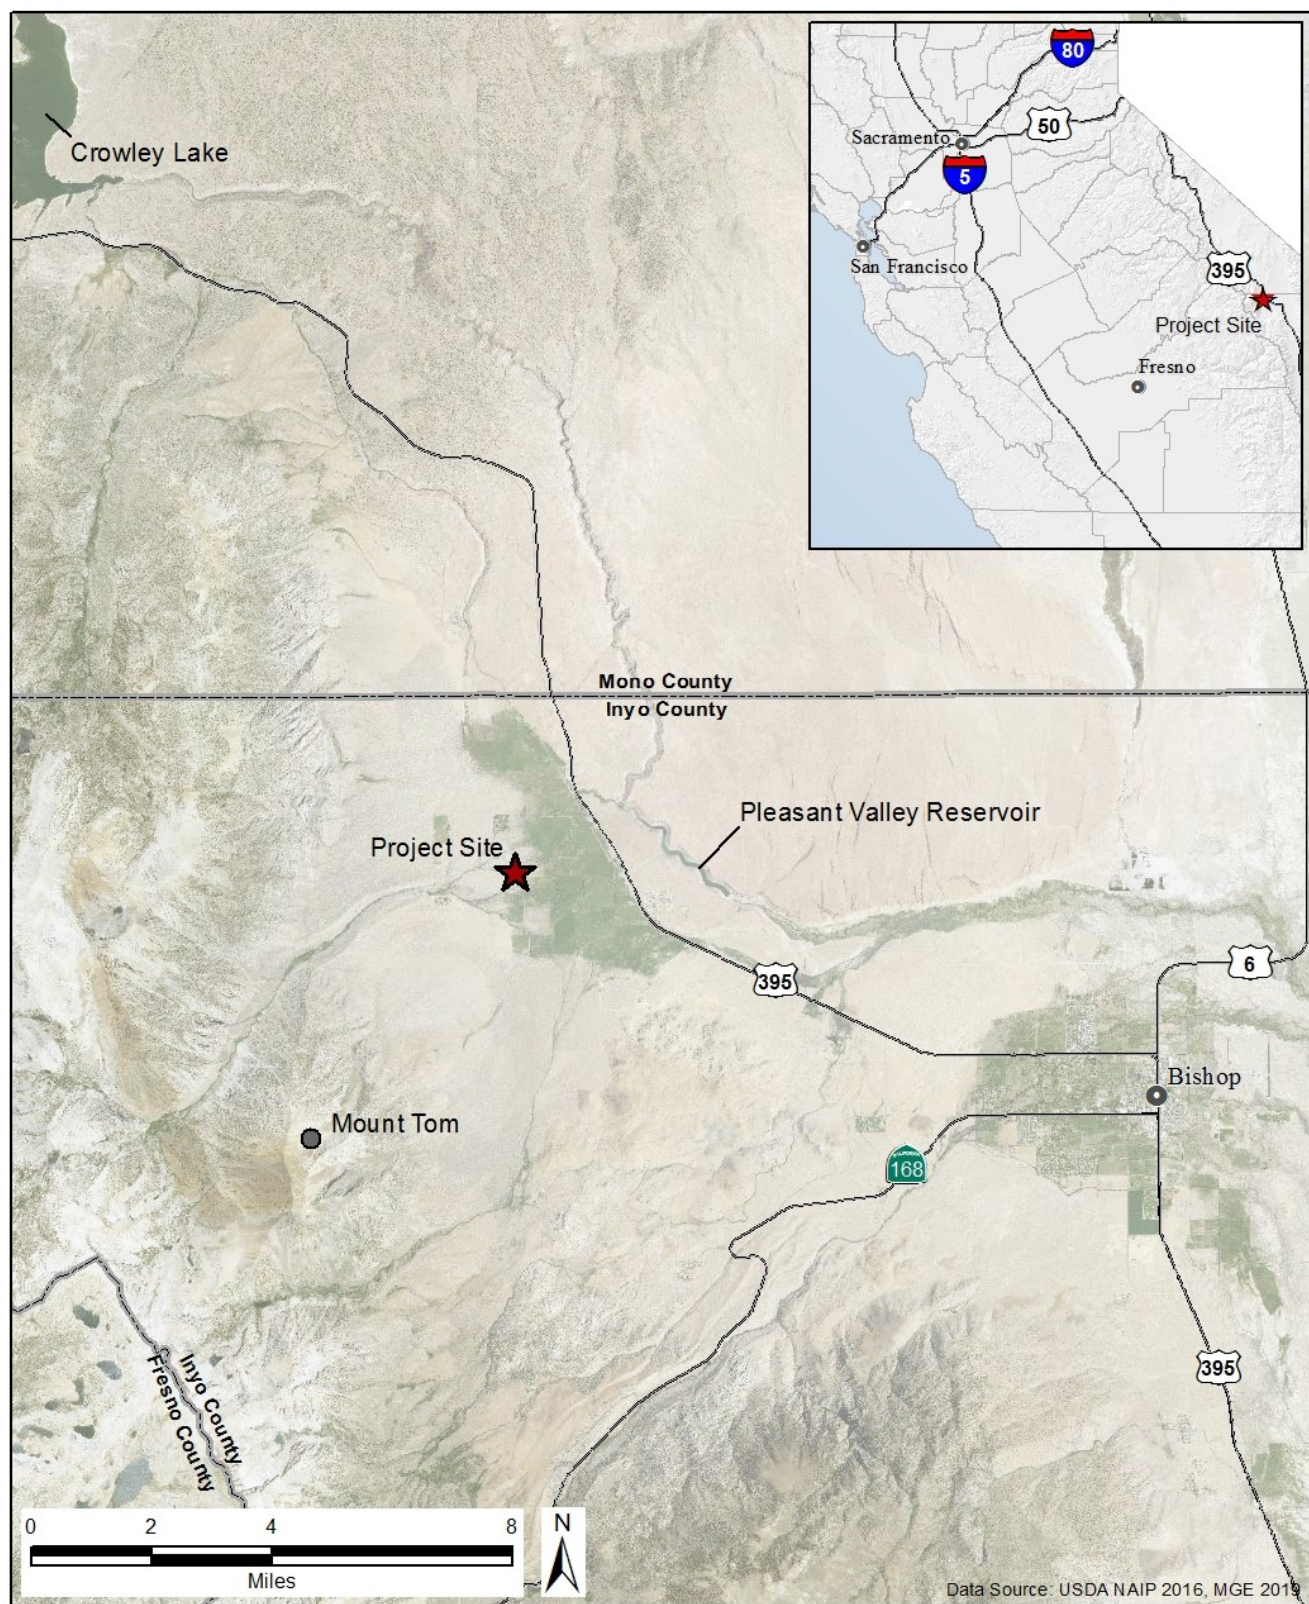 80
50
Sacramento
5
San Francisco
395
Project Site
Fresno
Crowley Lake
Mono County
Inyo County
Pleasant Valley Reservoir
Project Site
395
6
Bishop
Mount Tom
CALIFORNIA
168
Inyo County
Fresno County
395
0 2 4 8
Miles
N
Data Source: USDA NAIP 2016, MGE 2019